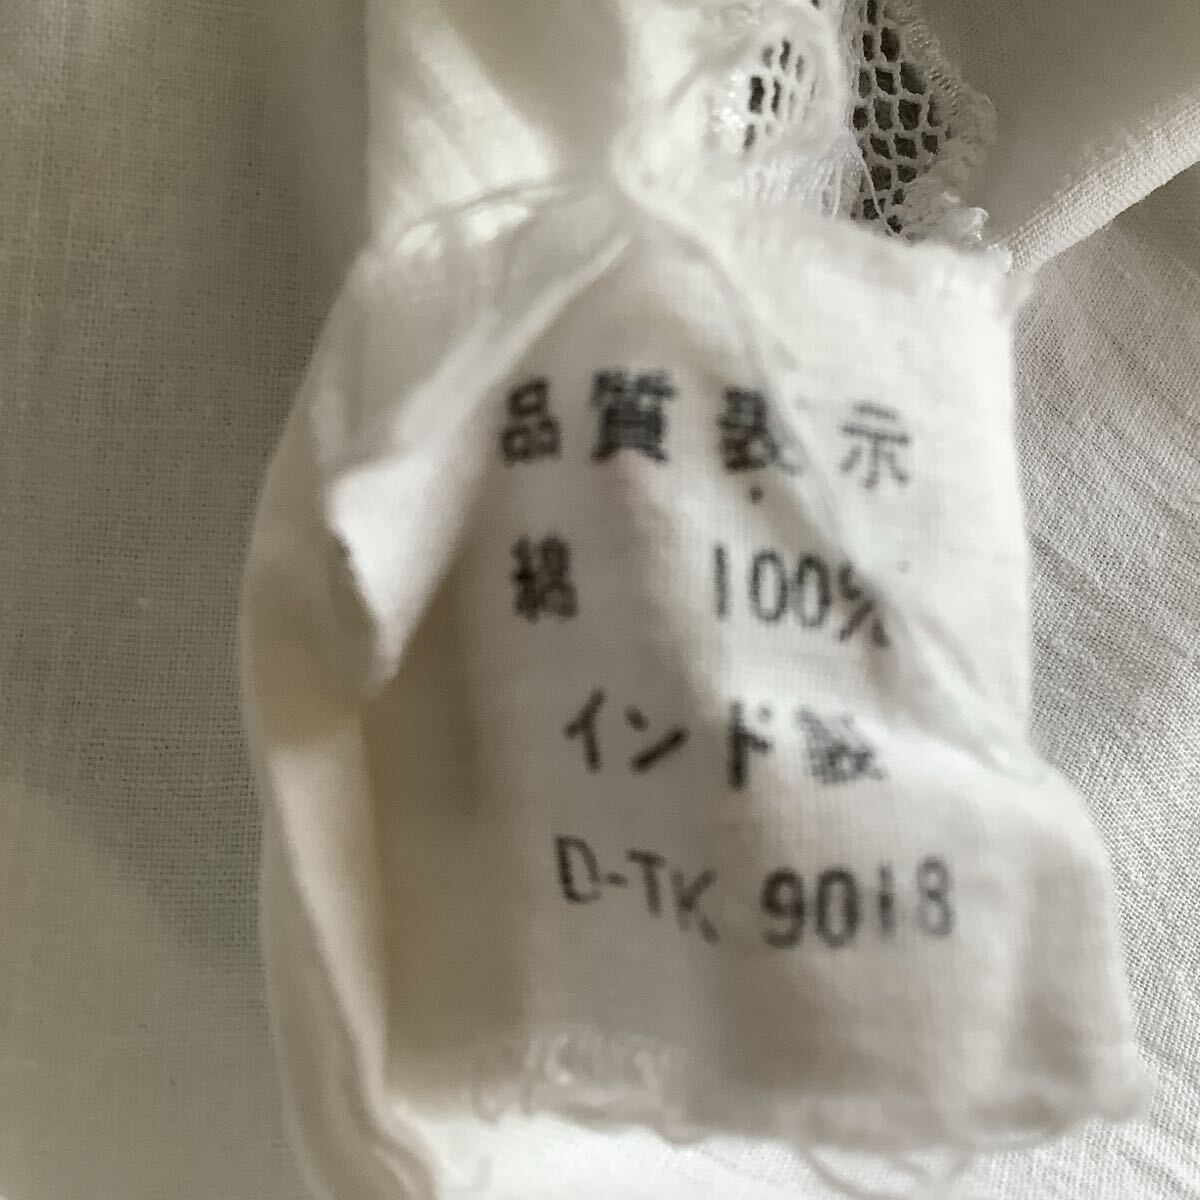 品質表示
綿 100%
インド製
D-TK 9018